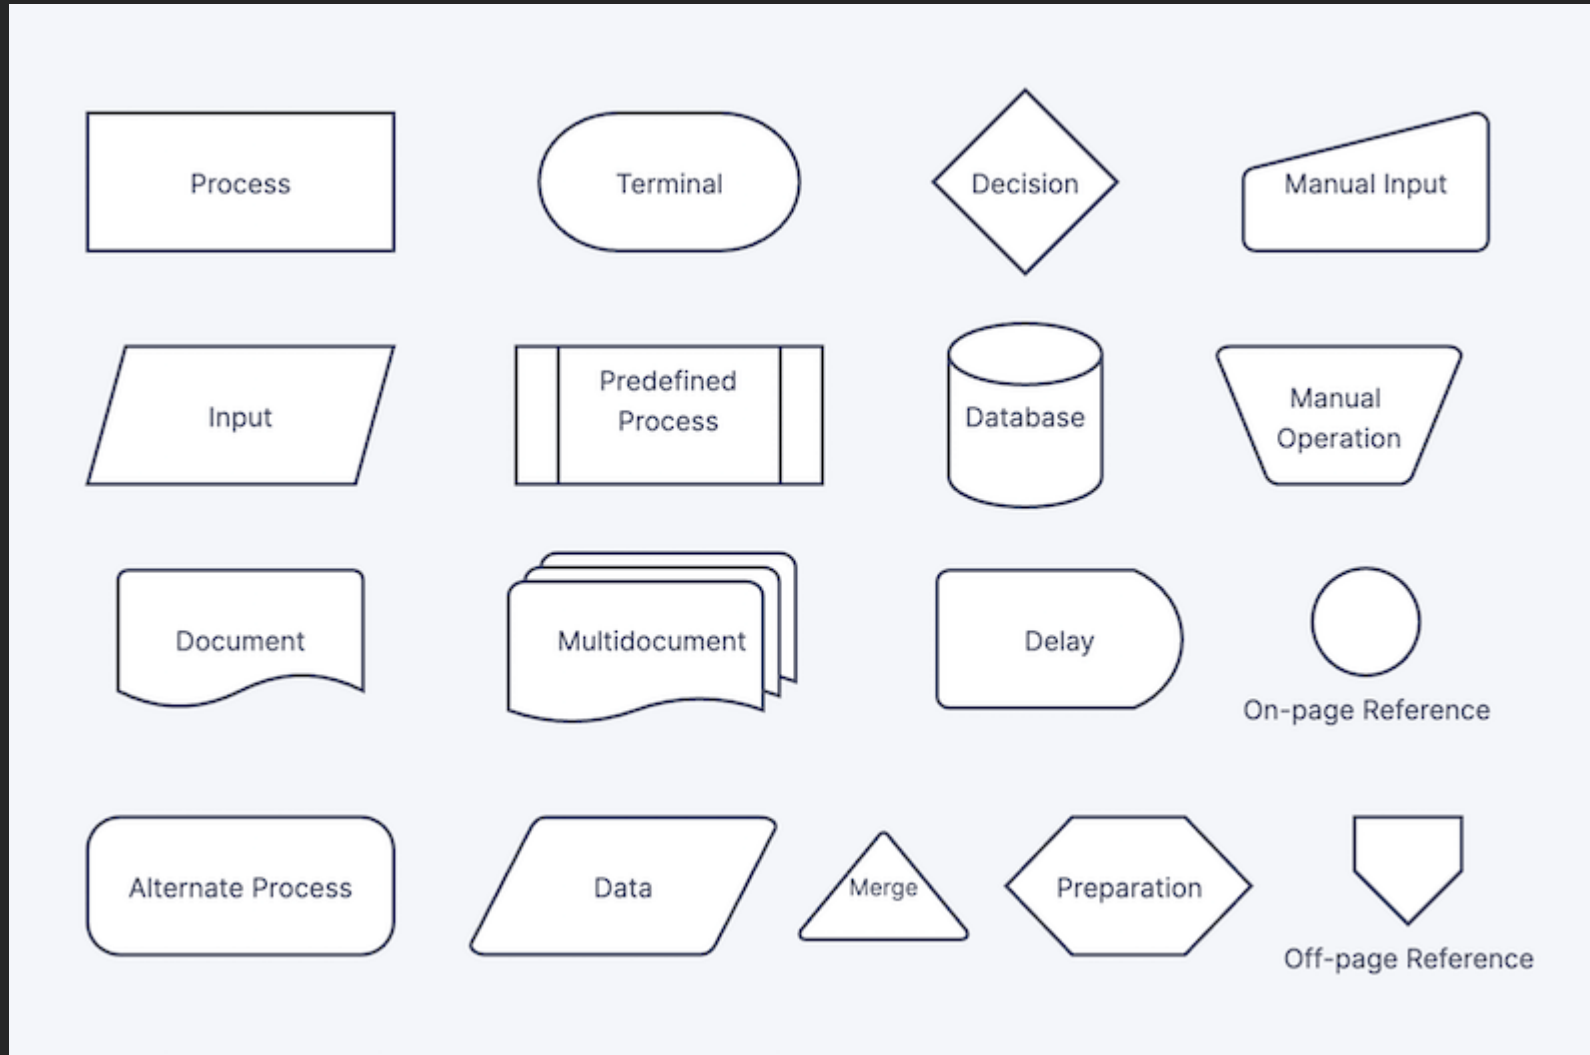 Process
Terminal
Decision
Manual Input
Input
Predefined
Process
Database
Manual
Operation
Document
Multidocument
Delay
On-page Reference
Alternate Process
Data
Merge
Preparation
Off-page Reference